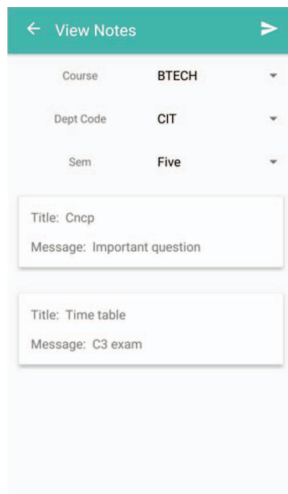 View Notes
Course BTECH
Dept Code CIT
Sem Five
Title: Cncp
Message: Important question
Title: Time table
Message: C3 exam